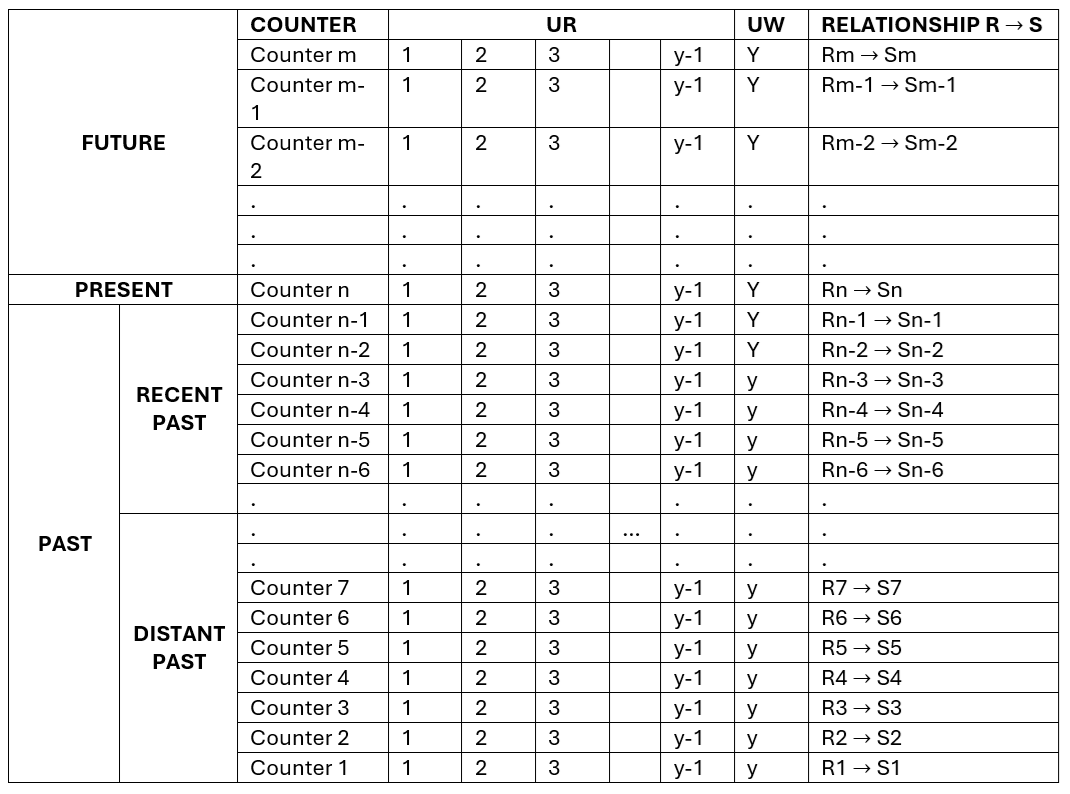 COUNTER UR UW RELATIONSHIP R → S
FUTURE
Counter m 1 2 3 y-1 Y Rm → Sm
Counter m-
1 1 2 3 y-1 Y Rm-1 → Sm-1
Counter m-
2 1 2 3 y-1 Y Rm-2 → Sm-2
. . . . . . .
. . . . . . .
. . . . . . .
PRESENT Counter n 1 2 3 y-1 Y Rn → Sn
PAST
RECENT
PAST
Counter n-1 1 2 3 y-1 Y Rn-1 → Sn-1
Counter n-2 1 2 3 y-1 Y Rn-2 → Sn-2
Counter n-3 1 2 3 y-1 y Rn-3 → Sn-3
Counter n-4 1 2 3 y-1 y Rn-4 → Sn-4
Counter n-5 1 2 3 y-1 y Rn-5 → Sn-5
Counter n-6 1 2 3 y-1 y Rn-6 → Sn-6
. . . . . . .
DISTANT
PAST
. . . . ... . . .
. . . . . . .
Counter 7 1 2 3 y-1 y R7 → S7
Counter 6 1 2 3 y-1 y R6 → S6
Counter 5 1 2 3 y-1 y R5 → S5
Counter 4 1 2 3 y-1 y R4 → S4
Counter 3 1 2 3 y-1 y R3 → S3
Counter 2 1 2 3 y-1 y R2 → S2
Counter 1 1 2 3 y-1 y R1 → S1